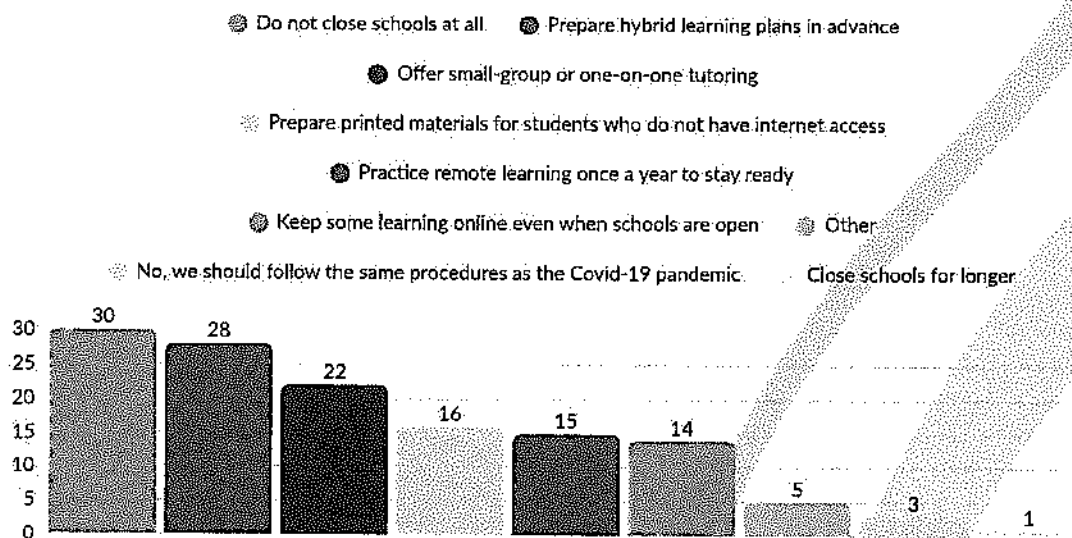 Do not close schools at all Prepare hybrid learning plans in advance
Offer small-group or one-on-one tutoring
Prepare printed materials for students who do not have internet access
Practice remote learning once a year to stay ready
Keep some learning online even when schools are open Other
No, we should follow the same procedures as the Covid-19 pandemic Close schools for longer
30
28
22
16
15
14
5
3
1
30
25
20
15
10
5
0